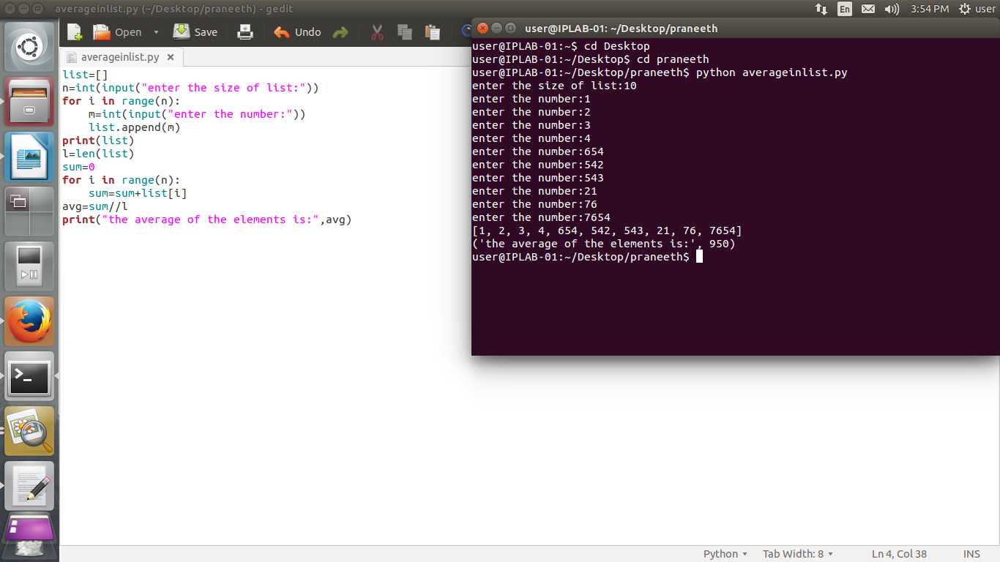 averageinlist.py (~/Desktop/praneeth) - gedit
En
3:54 PM
user
Open
Save
Undo
averageinlist.py
list=[]
n=int(input("enter the size of list:"))
for i in range(n):
    m=int(input("enter the number:"))
    list.append(m)
print(list)
l=len(list)
sum=0
for i in range(n):
    sum=sum+list[i]
avg=sum//l
print("the average of the elements is:",avg)
user@IPLAB-01: ~/Desktop/praneeth
user@IPLAB-01:~$ cd Desktop
user@IPLAB-01:~/Desktop$ cd praneeth
user@IPLAB-01:~/Desktop/praneeth$ python averageinlist.py
enter the size of list:10
enter the number:1
enter the number:2
enter the number:3
enter the number:4
enter the number:654
enter the number:542
enter the number:543
enter the number:21
enter the number:76
enter the number:7654
[1, 2, 3, 4, 654, 542, 543, 21, 76, 7654]
('the average of the elements is:', 950)
user@IPLAB-01:~/Desktop/praneeth$
Python
Tab Width: 8
Ln 4, Col 38
INS